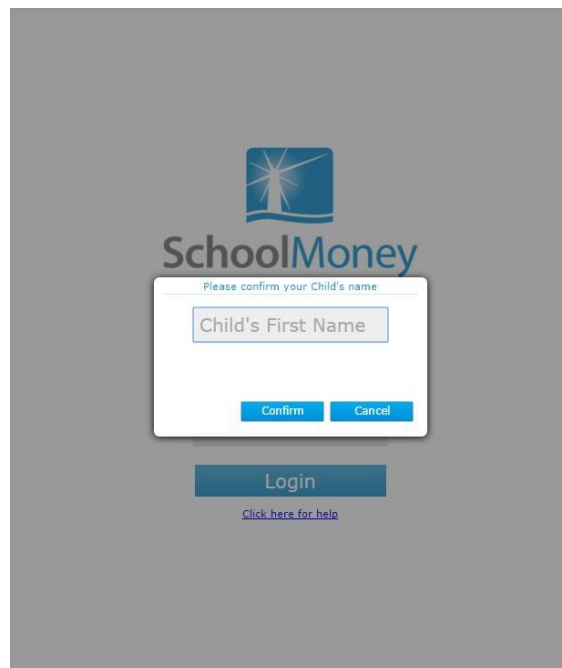 SchoolMoney
Please confirm your Child's name
Child's First Name
Confirm Cancel
Login
Click here for help